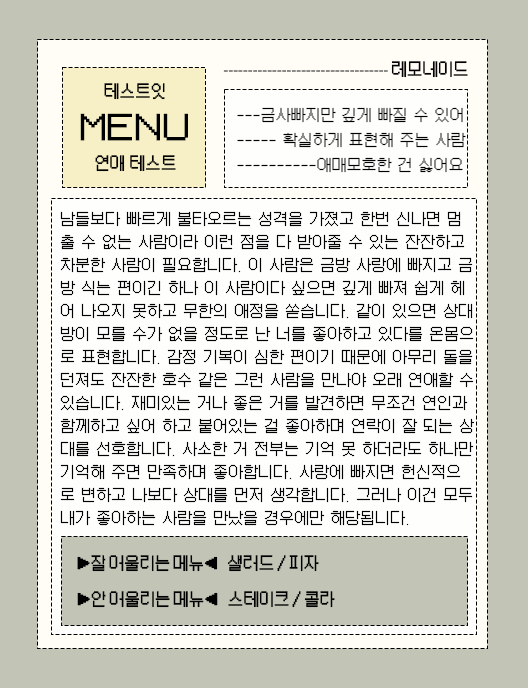 테스트잇
MENU
연애 테스트
레모네이드
---금사빠지만 깊게 빠질 수 있어
----- 확실하게 표현해 주는 사람
----------애매모호한 건 싫어요
남들보다 빠르게 불타오르는 성격을 가졌고 한번 신나면 멈
출 수 없는 사람이라 이런 점을 다 받아줄 수 있는 잔잔하고
차분한 사람이 필요합니다. 이 사람은 금방 사랑에 빠지고 금
방 식는 편이긴 하나 이 사람이다 싶으면 깊게 빠져 쉽게 헤
어 나오지 못하고 무한의 애정을 쏟습니다. 같이 있으면 상대
방이 모를 수가 없을 정도로 난 너를 좋아하고 있다를 온몸으
로 표현합니다. 감정 기복이 심한 편이기 때문에 아무리 돌을
던져도 잔잔한 호수 같은 그런 사람을 만나야 오래 연애할 수
있습니다. 재미있는 거나 좋은 거를 발견하면 무조건 연인과
함께하고 싶어 하고 붙어있는 걸 좋아하며 연락이 잘 되는 상
대를 선호합니다. 사소한 거 전부는 기억 못 하더라도 하나만
기억해 주면 만족하며 좋아합니다. 사랑에 빠지면 헌신적으
로 변하고 나보다 상대를 먼저 생각합니다. 그러나 이건 모두
내가 좋아하는 사람을 만났을 경우에만 해당됩니다.
▶잘 어울리는 메뉴◀ 샐러드 / 피자
▶안 어울리는 메뉴◀ 스테이크 / 콜라